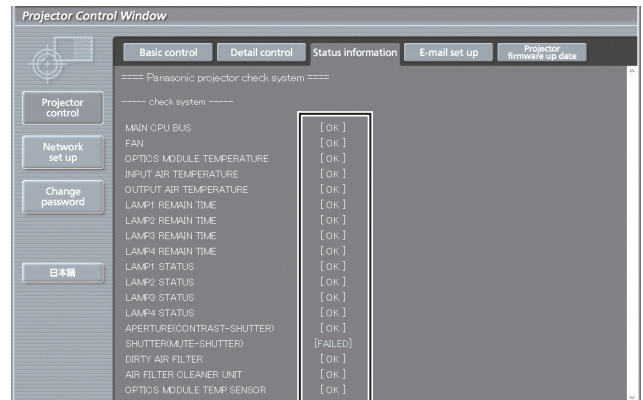 Projector Control Window
Basic control
Detail control
Status information
E-mail set up
Projector
firmware up date
==== Panasonic projector check system ====
Projector
control
Network
set up
Change
password
日本語
----- check system -----
MAIN CPU BUS [ OK ]
FAN [ OK ]
OPTICS MODULE TEMPERATURE [ OK ]
INPUT AIR TEMPERATURE [ OK ]
OUTPUT AIR TEMPERATURE [ OK ]
LAMP1 REMAIN TIME [ OK ]
LAMP2 REMAIN TIME [ OK ]
LAMP3 REMAIN TIME [ OK ]
LAMP4 REMAIN TIME [ OK ]
LAMP1 STATUS [ OK ]
LAMP2 STATUS [ OK ]
LAMP3 STATUS [ OK ]
LAMP4 STATUS [ OK ]
APERTURE(CONTRAST-SHUTTER) [ OK ]
SHUTTER(MUTE-SHUTTER) [FAILED]
DIRTY AIR FILTER [ OK ]
AIR FILTER CLEANER UNIT [ OK ]
OPTICS MODULE TEMP.SENSOR [ OK ]